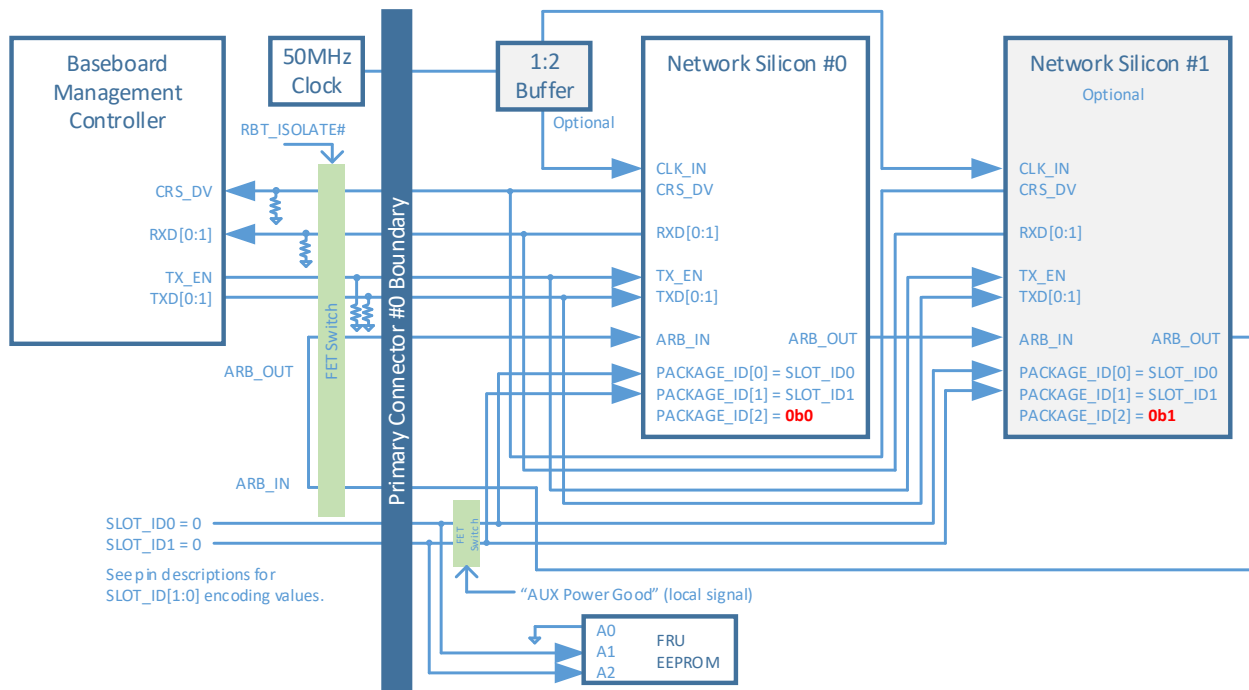 Baseboard
Management
Controller
50MHz
Clock
1:2
Buffer
Optional
Network Silicon #0
Network Silicon #1
Optional
RBT_ISOLATE#
CRS_DV
RXD[0:1]
TX_EN
TXD[0:1]
FET Switch
Primary Connector #0 Boundary
CLK_IN
CRS_DV
RXD[0:1]
TX_EN
TXD[0:1]
ARB_IN
ARB_OUT
PACKAGE_ID[0] = SLOT_ID0
PACKAGE_ID[1] = SLOT_ID1
PACKAGE_ID[2] = 0b0
CLK_IN
CRS_DV
RXD[0:1]
TX_EN
TXD[0:1]
ARB_IN
ARB_OUT
PACKAGE_ID[0] = SLOT_ID0
PACKAGE_ID[1] = SLOT_ID1
PACKAGE_ID[2] = 0b1
ARB_OUT
ARB_IN
SLOT_ID0 = 0
SLOT_ID1 = 0
See pin descriptions for
SLOT_ID[1:0] encoding values.
FET
Switch
“AUX Power Good” (local signal)
A0
A1
A2
FRU
EEPROM